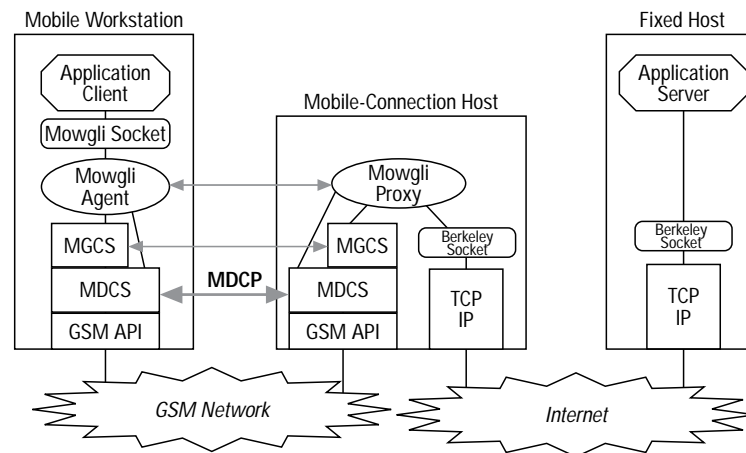 Mobile Workstation
Application
Client
Mowgli Socket
Mowgli
Agent
MGCS
MDCS
GSM API
MDCP
Mobile-Connection Host
Mowgli
Proxy
MGCS
MDCS
GSM API
Berkeley
Socket
TCP
IP
Fixed Host
Application
Server
Berkeley
Socket
TCP
IP
GSM Network
Internet